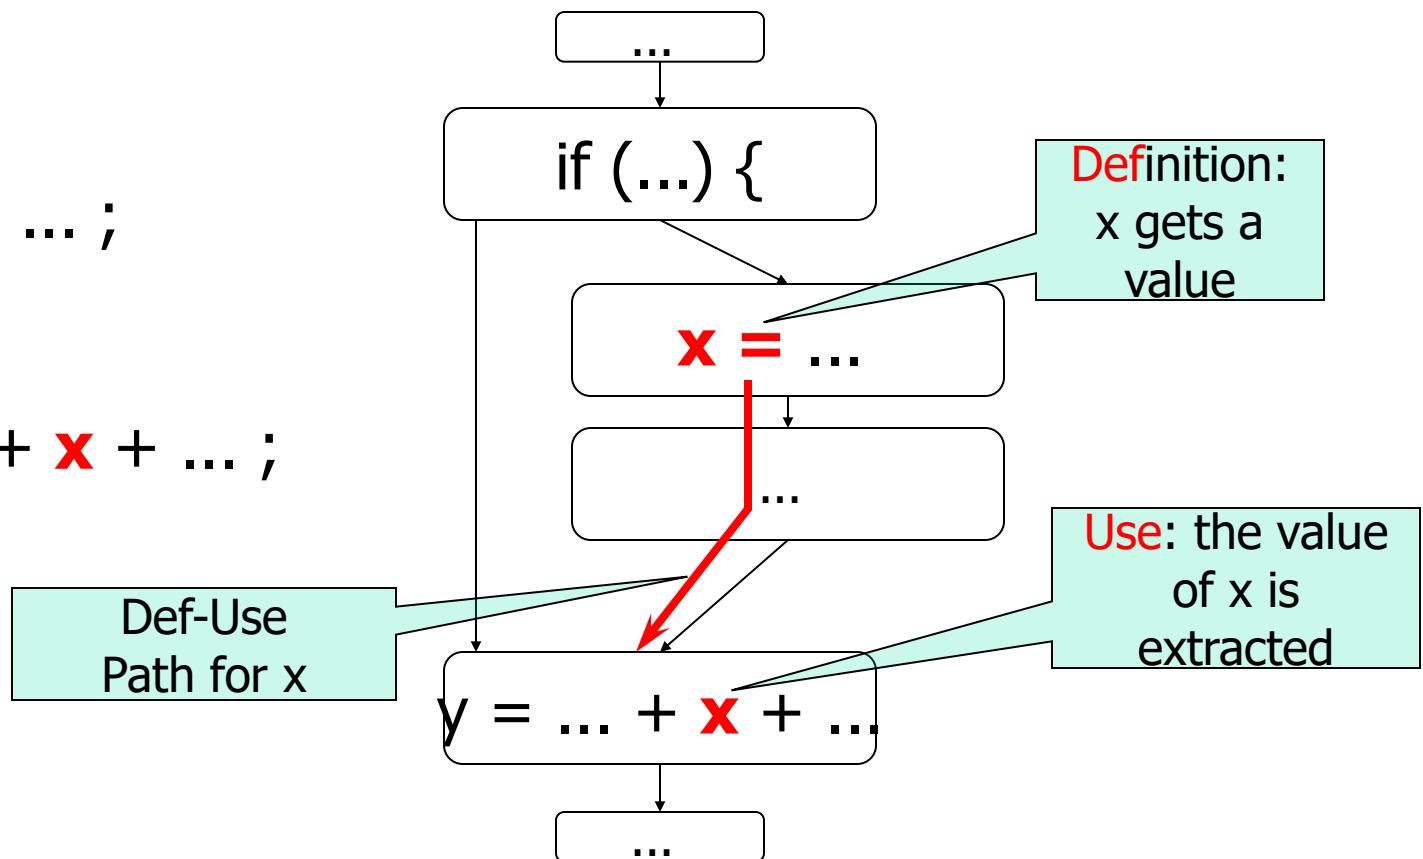 ...
if (...) {
Definition:
x gets a
value
... ;
x = ...
+ x + ... ;
...
Use: the value
of x is
extracted
Def-Use
Path for x
y = ... + x + ...
...